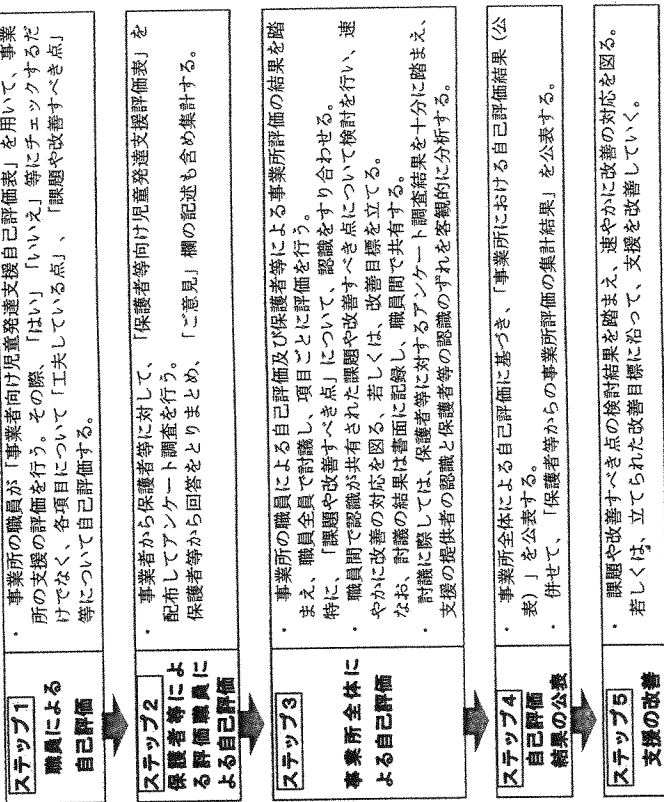 ステップ1
職員による
自己評価
・ 事業所の職員が「事業者向け児童発達支援自己評価表」を用いて、事業
所の支援の評価を行う。その際、「はい」「いいえ」等にチェックするだ
けでなく、各項目について「工夫している点」、「課題や改善すべき点」
等について自己評価する。
ステップ2
保護者等によ
る評価職員に
よる自己評価
・ 事業者から保護者等に対して、「保護者等向け児童発達支援評価表」を
配布してアンケート調査を行う。
保護者等から回答をとりまとめ、「ご意見」欄の記述も含め集計する。
ステップ3
事業所全体に
よる自己評価
・ 事業所の職員による自己評価及び保護者等による事業所評価の結果を踏
まえ、職員全員で討議し、項目ごとに評価を行う。
特に、「課題や改善すべき点」について、認識をすり合わせる。
・ 職員間で認識が共有された課題や改善すべき点について検討を行い、速
やかに改善の対応を図る、若しくは、改善目標を立てる。
なお、討議の結果は書面に記録し、職員間で共有する。
・ 討議に際しては、保護者等に対するアンケート調査結果を十分に踏まえ、
支援の提供者の認識と保護者等の認識のずれを客観的に分析する。
ステップ4
自己評価
結果の公表
・ 事業所全体による自己評価に基づき、「事業所における自己評価結果（公
表）」を公表する。
・ 併せて、「保護者等からの事業所評価の集計結果」を公表する。
ステップ5
支援の改善
・ 課題や改善すべき点の検討結果を踏まえ、速やかに改善の対応を図る。
若しくは、立てられた改善目標に沿って、支援を改善していく。